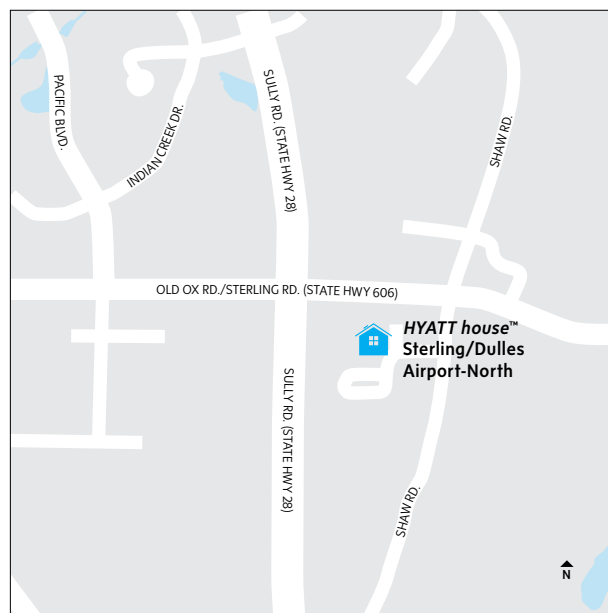 PACIFIC BLVD.
INDIAN CREEK DR.
SULLY RD. (STATE HWY 28)
SHAW RD.
OLD OX RD./STERLING RD. (STATE HWY 606)
HYATT house™
Sterling/Dulles
Airport-North
SULLY RD. (STATE HWY 28)
SHAW RD.
N